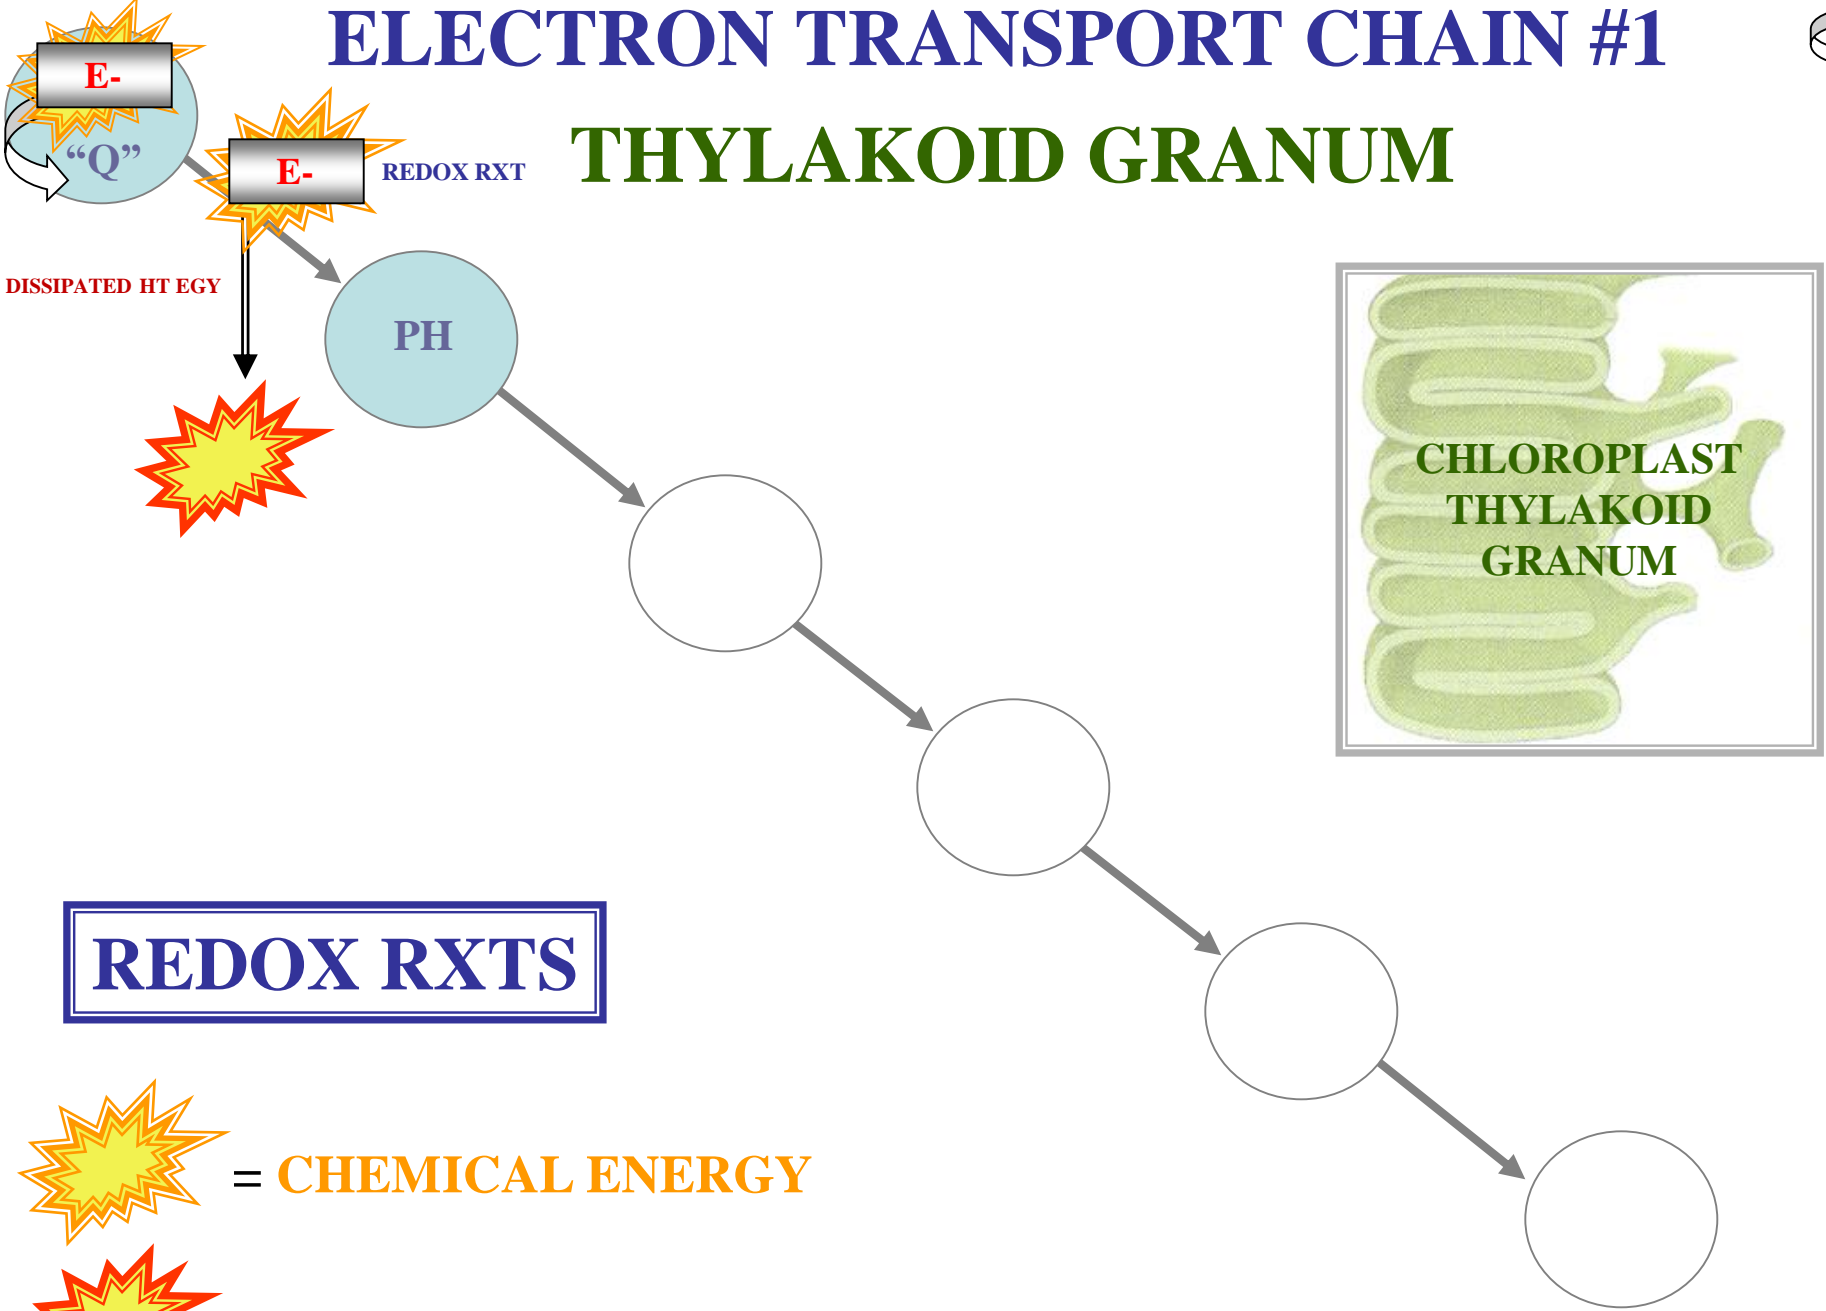 ELECTRON TRANSPORT CHAIN #1
THYLAKOID GRANUM
E-
“Q”
E-
REDOX RXT
DISSIPATED HT EGY
PH
CHLOROPLAST
THYLAKOID
GRANUM
REDOX RXTS
= CHEMICAL ENERGY